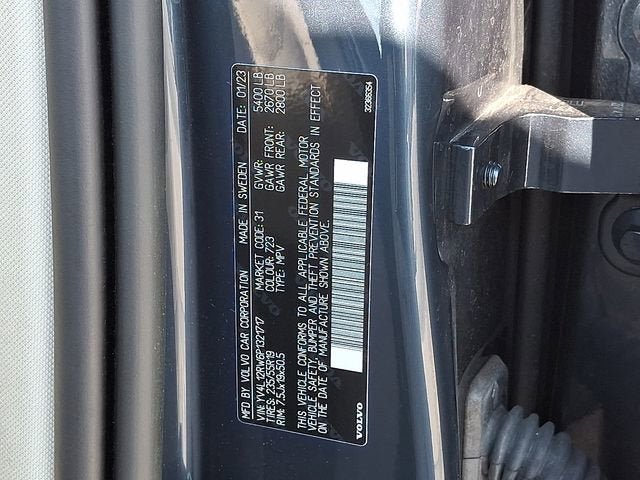 MFD BY VOLVO CAR CORPORATION MADE IN SWEDEN DATE: 01/23
VIN: YV4L12RW6P1321717 GVWR: 5400 LB
TIRES: 235/55R19 MARKET CODE: 31 GAWR FRONT: 2670 LB
RIM: 7.5Jx19x50.5 COLOUR: 723 GAWR REAR: 2800 LB
TYPE: MPV
THIS VEHICLE CONFORMS TO ALL APPLICABLE FEDERAL MOTOR
VEHICLE SAFETY, BUMPER AND THEFT PREVENTION STANDARDS IN EFFECT
ON THE DATE OF MANUFACTURE SHOWN ABOVE.
VOLVO 32386354